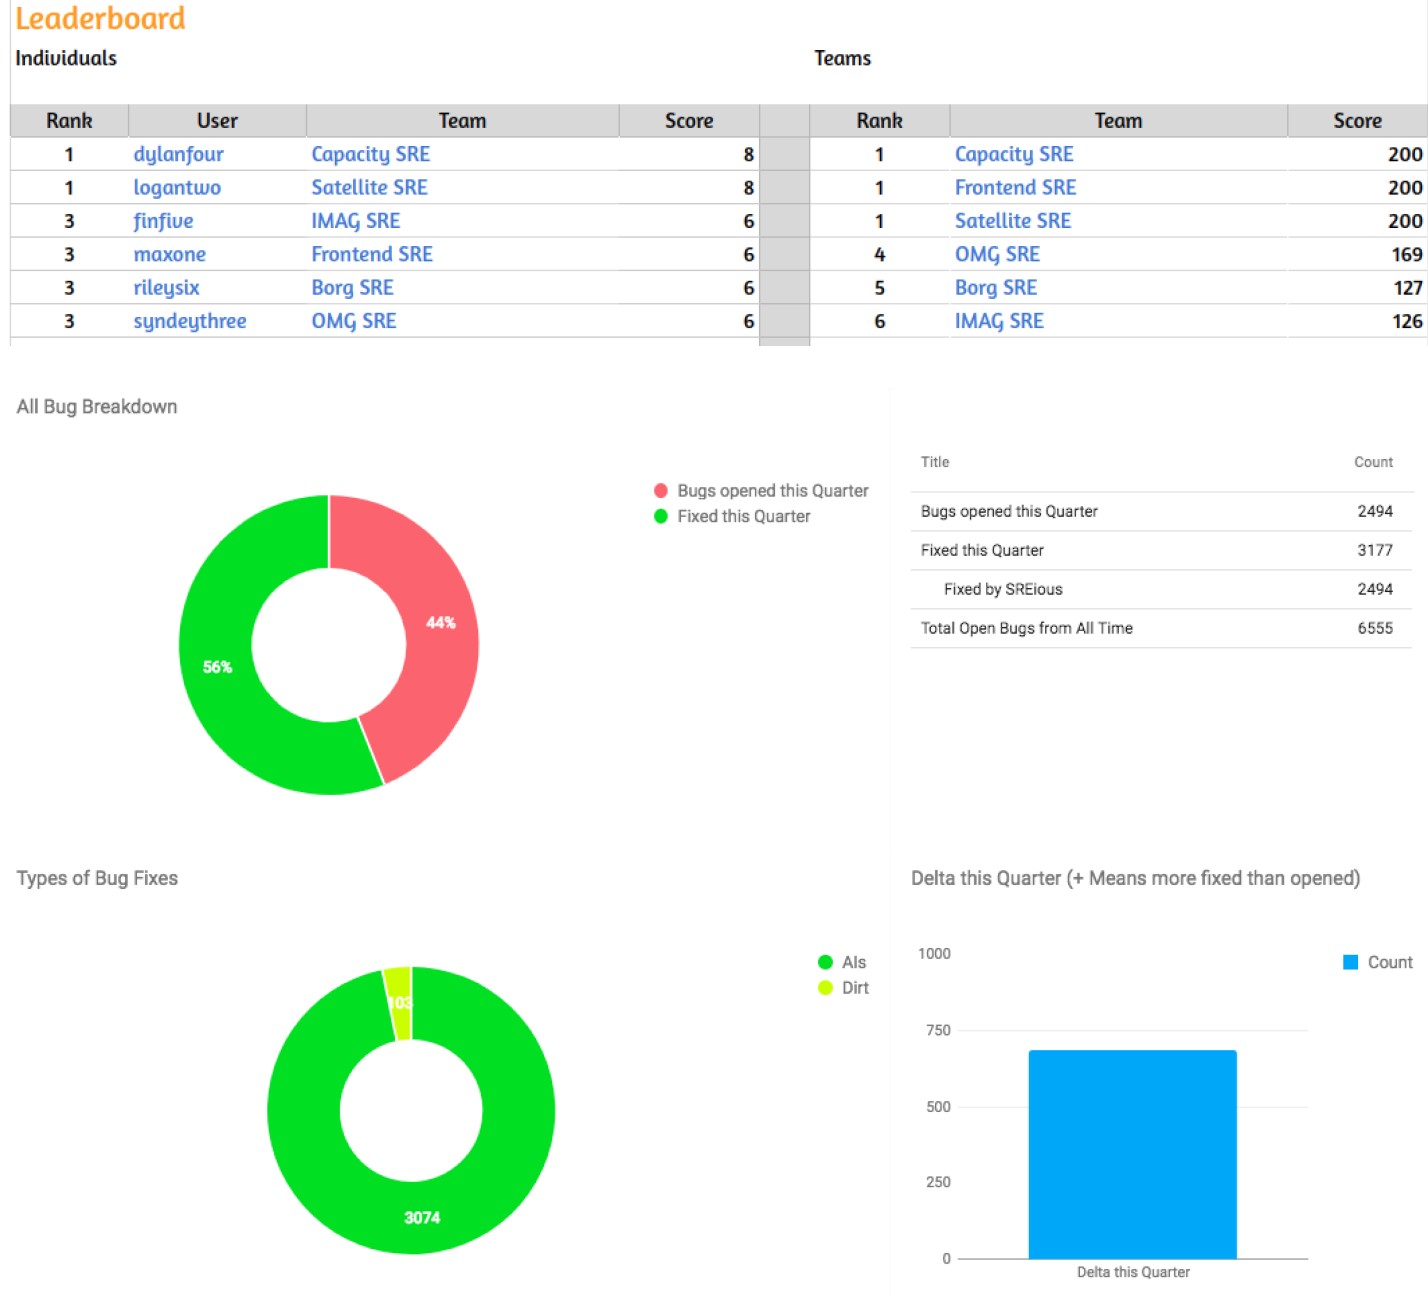 Leaderboard
Individuals
Teams
Rank User Team Score Rank Team Score
1 dylanfour Capacity SRE 8 1 Capacity SRE 200
1 logantwo Satellite SRE 8 1 Frontend SRE 200
3 finfive IMAG SRE 6 1 Satellite SRE 200
3 maxone Frontend SRE 6 4 OMG SRE 169
3 rileysix Borg SRE 6 5 Borg SRE 127
3 syndeythree OMG SRE 6 6 IMAG SRE 126
All Bug Breakdown
Bugs opened this Quarter
Fixed this Quarter
44%
56%
Title Count
Bugs opened this Quarter 2494
Fixed this Quarter 3177
Fixed by SREious 2494
Total Open Bugs from All Time 6555
Types of Bug Fixes
AIs
Dirt
103
3074
Delta this Quarter (+ Means more fixed than opened)
1000
Count
750
500
250
0
Delta this Quarter